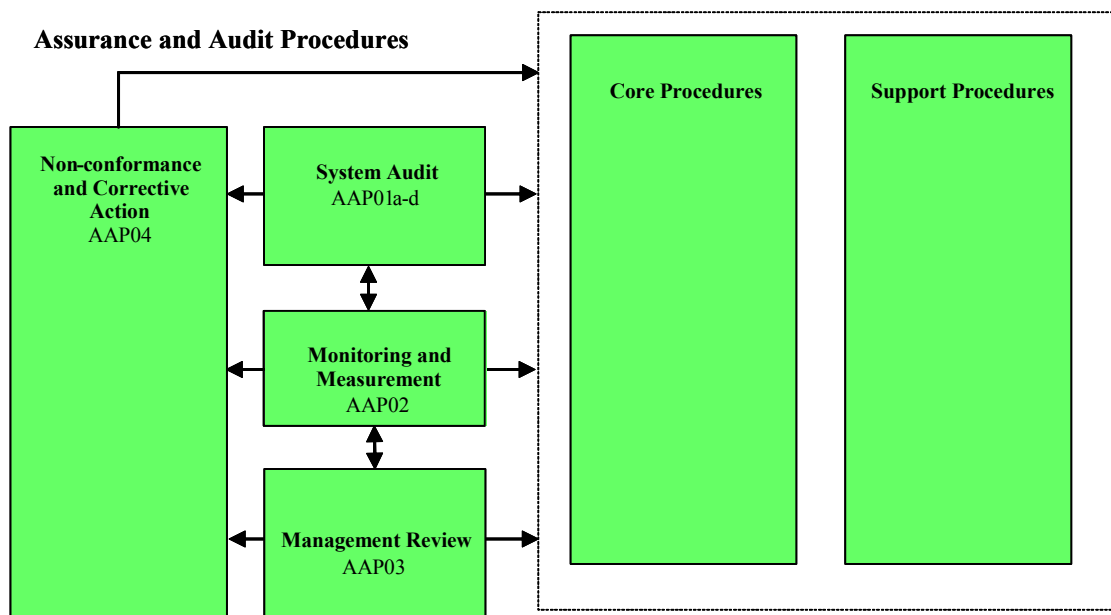 Assurance and Audit Procedures
Non-conformance
and Corrective
Action
AAP04
System Audit
AAP01a-d
Monitoring and
Measurement
AAP02
Management Review
AAP03
Core Procedures
Support Procedures